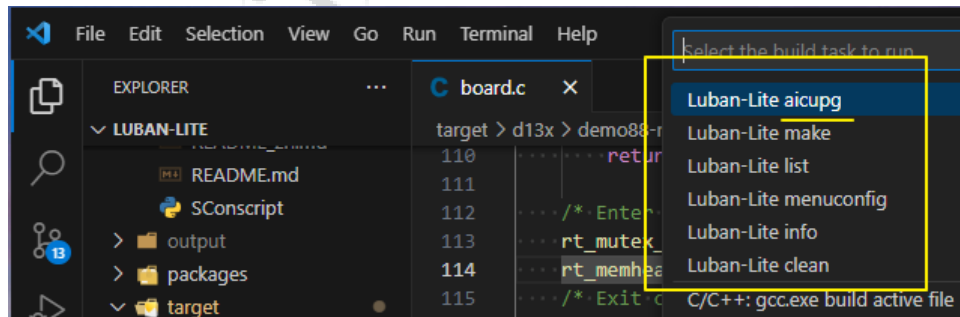 File Edit Selection View Go Run Terminal Help
Select the build task to run
EXPLORER ...
board.c
LUBAN-LITE
target > d13x > demo88-
README.md
SConscript
output
packages
target
13
110 retur
111
112 /* Enter
113 rt_mutex_
114 rt_memhea
115 /* Exit c
Luban-Lite aicupg
Luban-Lite make
Luban-Lite list
Luban-Lite menuconfig
Luban-Lite info
Luban-Lite clean
C/C++: gcc.exe build active file